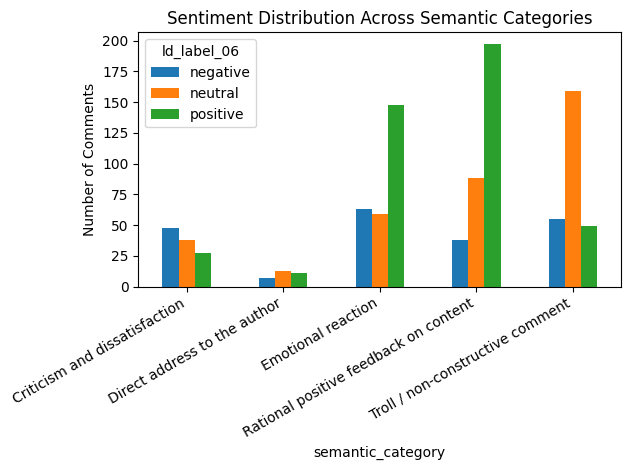 Sentiment Distribution Across Semantic Categories
ld_label_06
negative
neutral
positive
Number of Comments
200
175
150
125
100
75
50
25
0
Criticism and dissatisfaction
Direct address to the author
Emotional reaction
Rational positive feedback on content
Troll / non-constructive comment
semantic_category